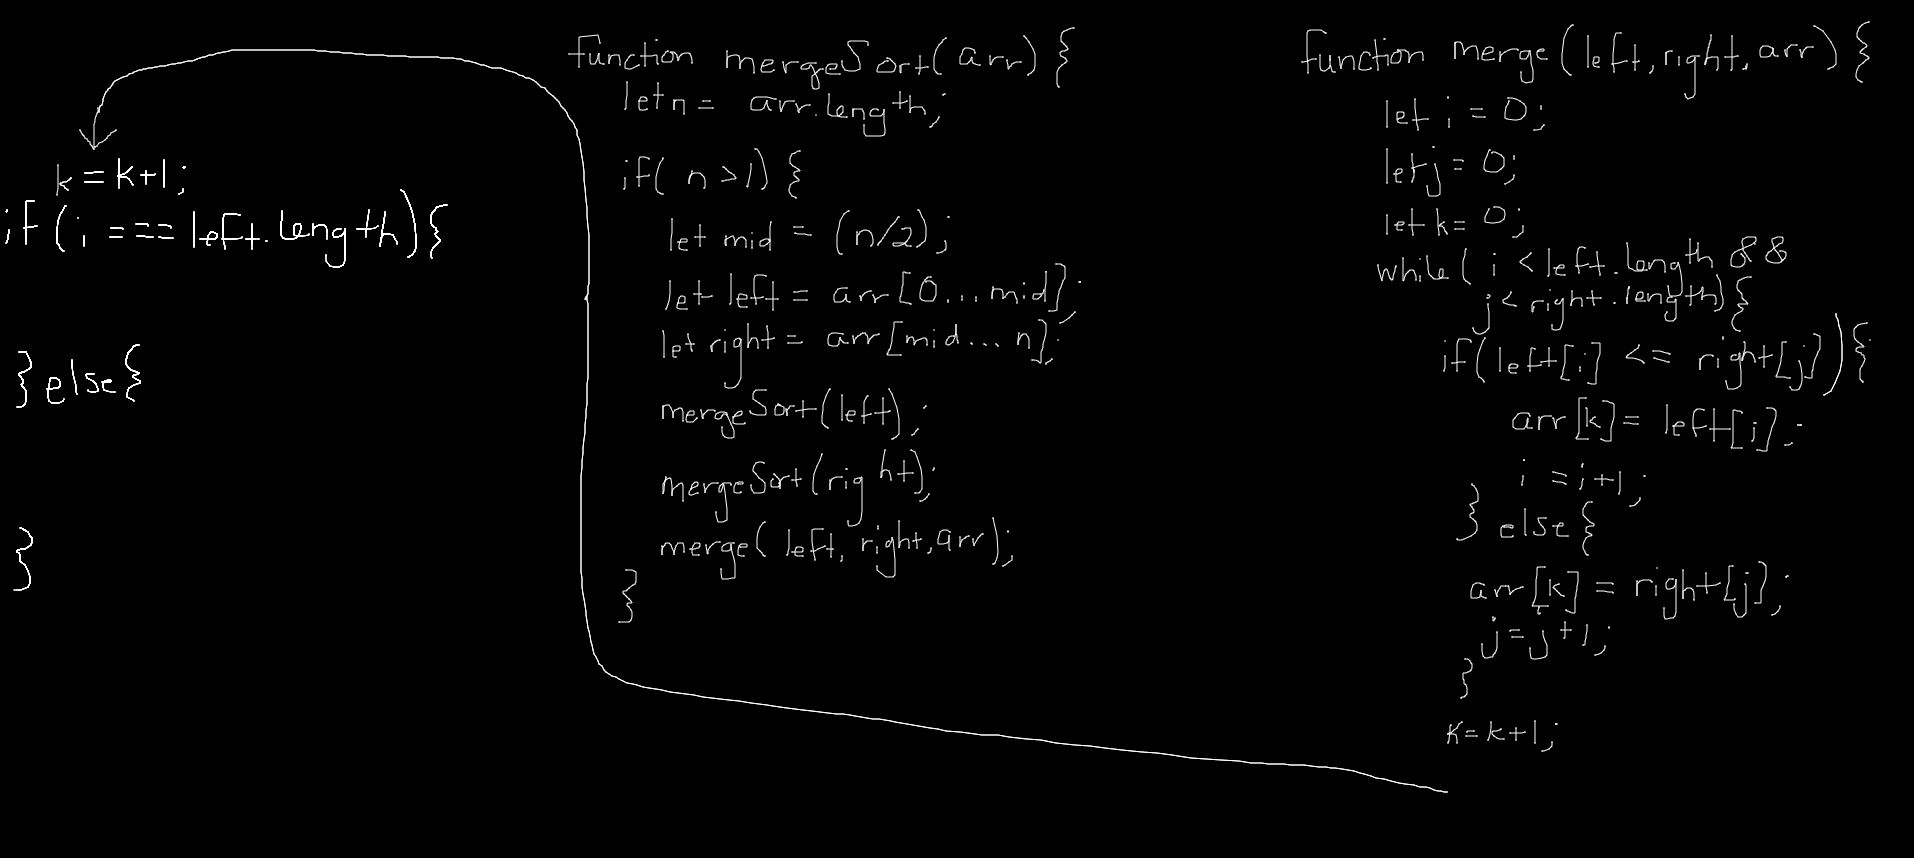 function mergeSort(arr) {
let n = arr.length;
if( n > 1) {
let mid = (n/2);
let left = arr[0...mid];
let right = arr[mid... n];
mergeSort(left);
mergeSort(right);
merge( left, right, arr);
}
function merge(left, right, arr) {
let i = 0;
let j = 0;
let k = 0;
while( i < left.length &&
j < right.length) {
if(left[i] <= right[j]) {
arr[k] = left[i];
i = i+1;
} else {
arr[k] = right[j];
j = j+1;
}
k = k+1;
k = k+1;
if (i === left.length) {
} else {
}